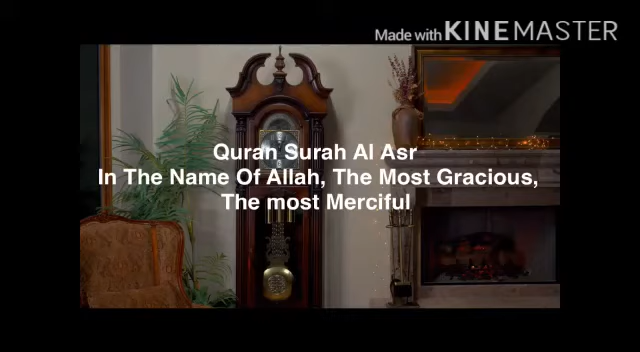 Made with KINEMASTER
Quran Surah Al Asr
In The Name Of Allah, The Most Gracious,
The most Merciful